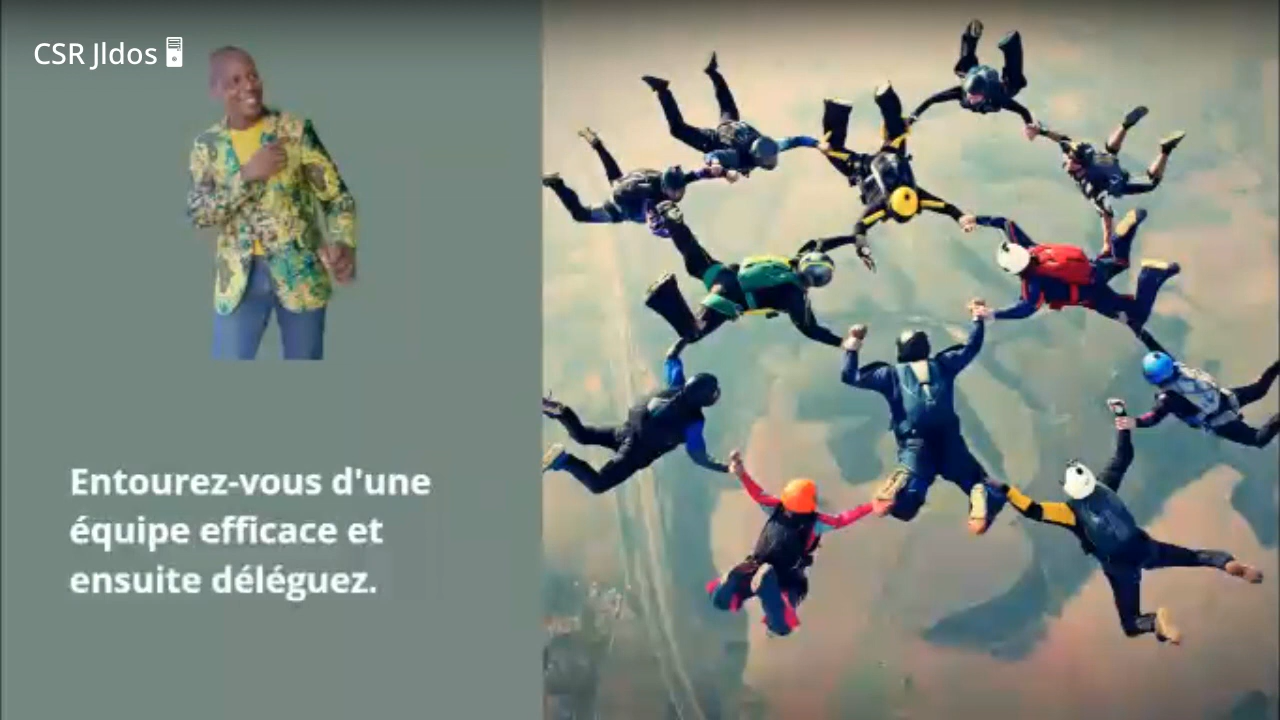 CSR Jldos🖥
Entourez-vous d'une
équipe efficace et
ensuite déléguez.